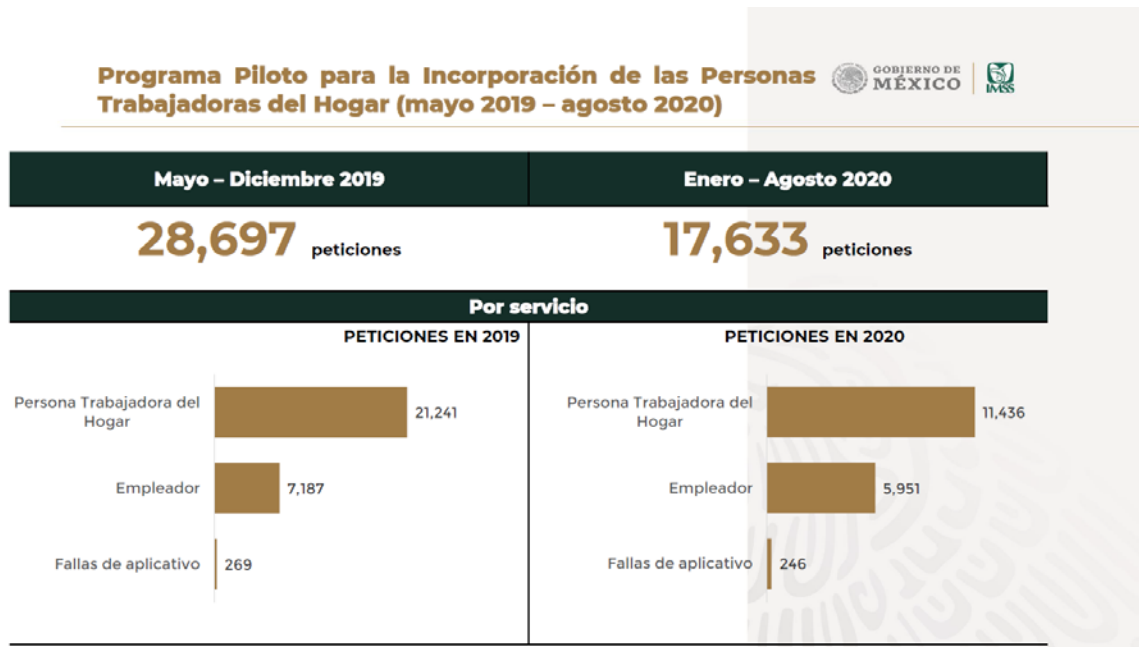 Programa Piloto para la Incorporación de las Personas
Trabajadoras del Hogar (mayo 2019 – agosto 2020)
GOBIERNO DE
MÉXICO
IMSS
Mayo – Diciembre 2019
Enero – Agosto 2020
28,697 peticiones
17,633 peticiones
Por servicio
PETICIONES EN 2019
Persona Trabajadora del
Hogar
21,241
Empleador
7,187
Fallas de aplicativo
269
PETICIONES EN 2020
Persona Trabajadora del
Hogar
11,436
Empleador
5,951
Fallas de aplicativo
246